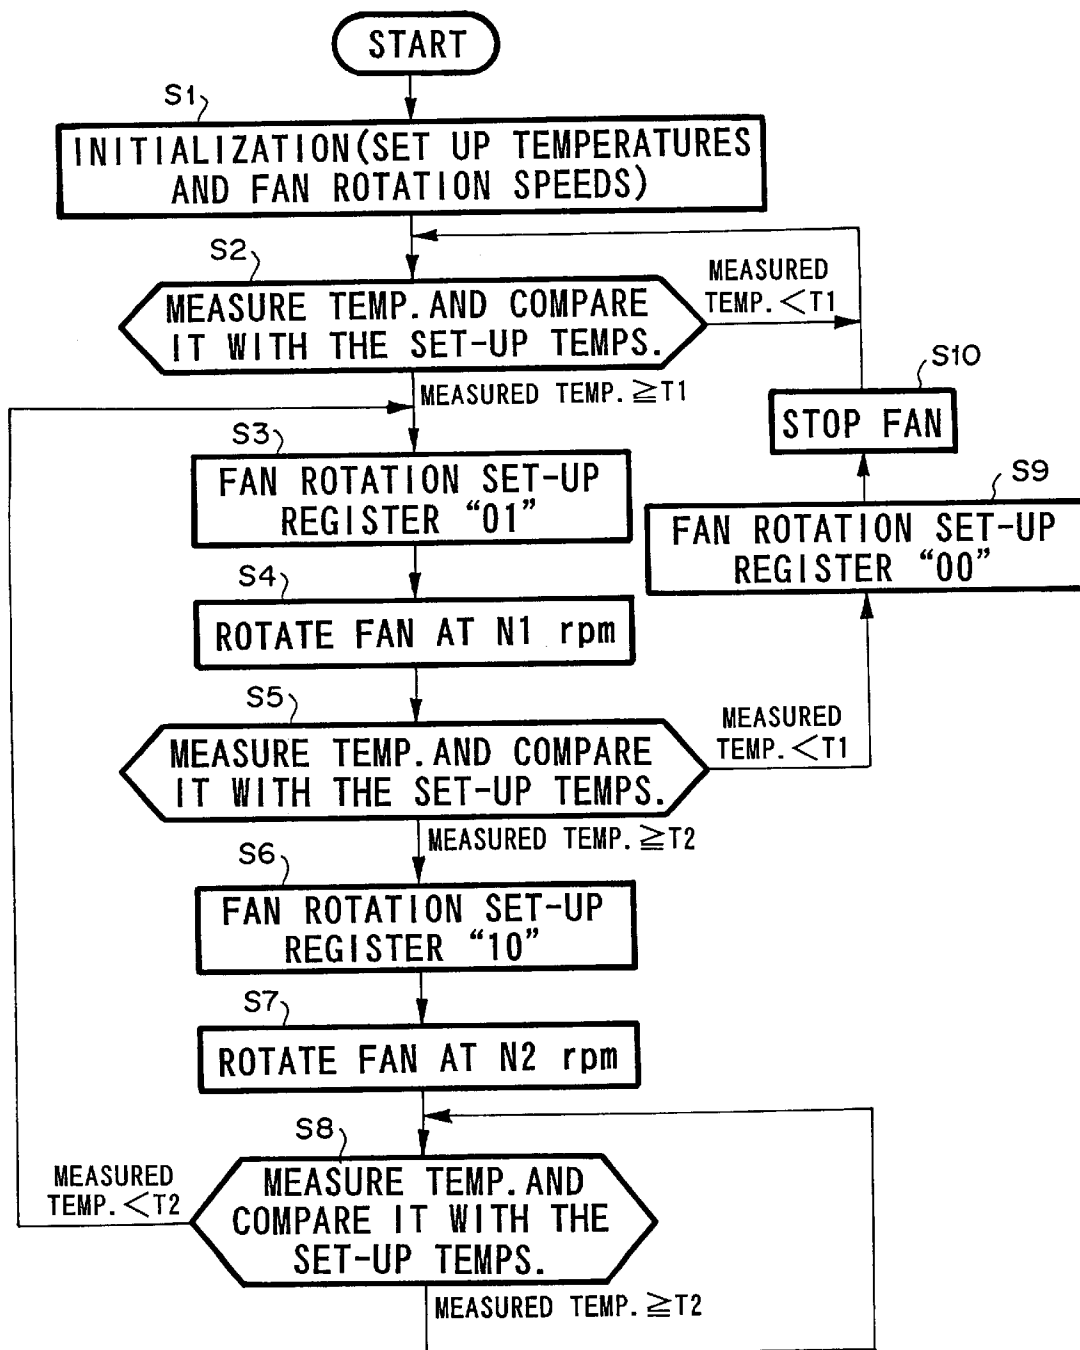 START
S1
INITIALIZATION(SET UP TEMPERATURES
AND FAN ROTATION SPEEDS)
S2
MEASURE TEMP.AND COMPARE
IT WITH THE SET-UP TEMPS.
MEASURED
TEMP.<T1
MEASURED TEMP.≧T1
S10
STOP FAN
S3
FAN ROTATION SET-UP
REGISTER “01”
S9
FAN ROTATION SET-UP
REGISTER “00”
S4
ROTATE FAN AT N1 rpm
S5
MEASURE TEMP.AND COMPARE
IT WITH THE SET-UP TEMPS.
MEASURED
TEMP.<T1
MEASURED TEMP.≧T2
S6
FAN ROTATION SET-UP
REGISTER “10”
S7
ROTATE FAN AT N2 rpm
S8
MEASURE TEMP.AND
COMPARE IT WITH THE
SET-UP TEMPS.
MEASURED
TEMP.<T2
MEASURED TEMP.≧T2